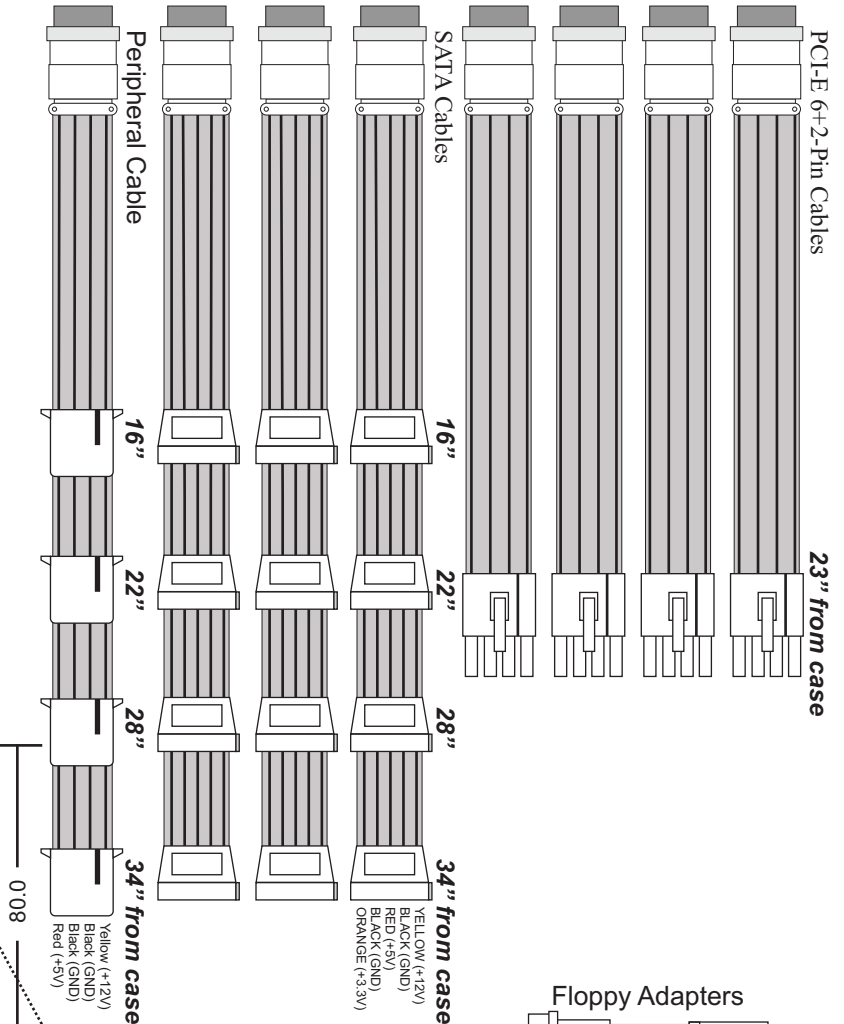 PCI-E 6+2-Pin Cables
23” from case
SATA Cables
16”
22”
28”
34” from case
YELLOW (+12V)
BLACK (GND)
RED (+5V)
BLACK (GND)
ORANGE (+3.3V)
Peripheral Cable
16”
22”
28”
34” from case
Yellow (+12V)
Black (GND)
Black (GND)
Red (+5V)
80.0
Floppy Adapters